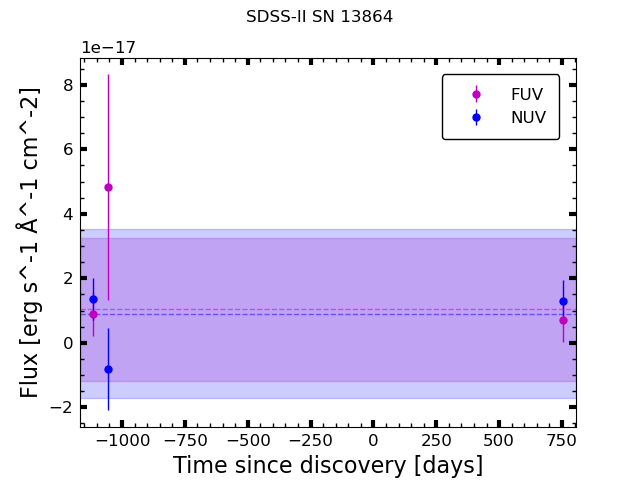 SDSS-II SN 13864
1e−17
8
6
4
2
0
−2
Flux [erg s^-1 Å^-1 cm^-2]
FUV
NUV
−1000 −750 −500 −250 0 250 500 750
Time since discovery [days]